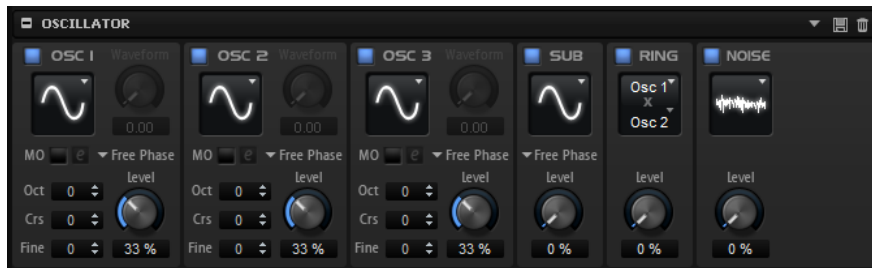 OSCILLATOR
OSC 1 Waveform OSC 2 Waveform OSC 3 Waveform SUB RING NOISE
Osc 1
X
Osc 2
0.00 0.00 0.00
MO e Free Phase MO e Free Phase MO e Free Phase Free Phase
Level Level Level Level Level Level
Oct 0 Oct 0 Oct 0
Crs 0 Crs 0 Crs 0
Fine 0 33 % Fine 0 33 % Fine 0 33 % 0 % 0 % 0 %